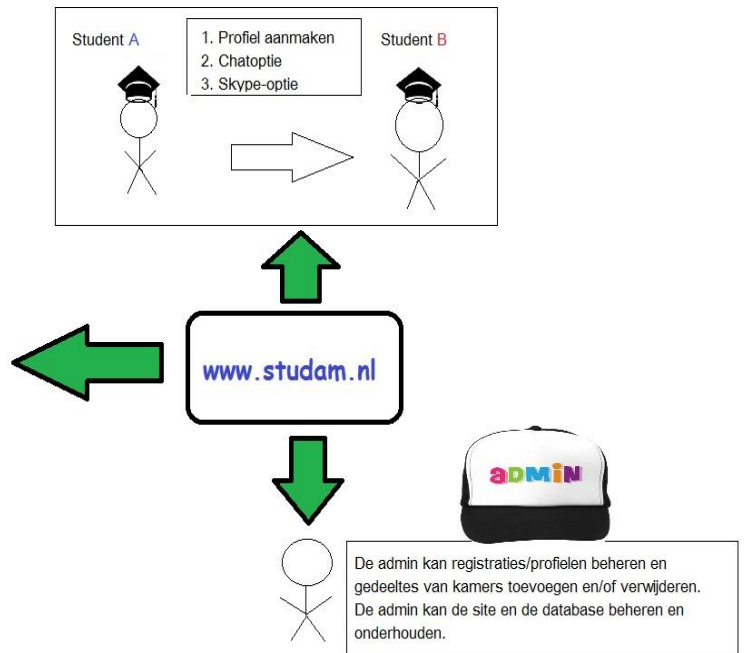 Student A
1. Profiel aanmaken
2. Chatoptie
3. Skype-optie
Student B
www.studam.nl
aDMiN
De admin kan registraties/profielen beheren en
gedeeltes van kamers toevoegen en/of verwijderen.
De admin kan de site en de database beheren en
onderhouden.